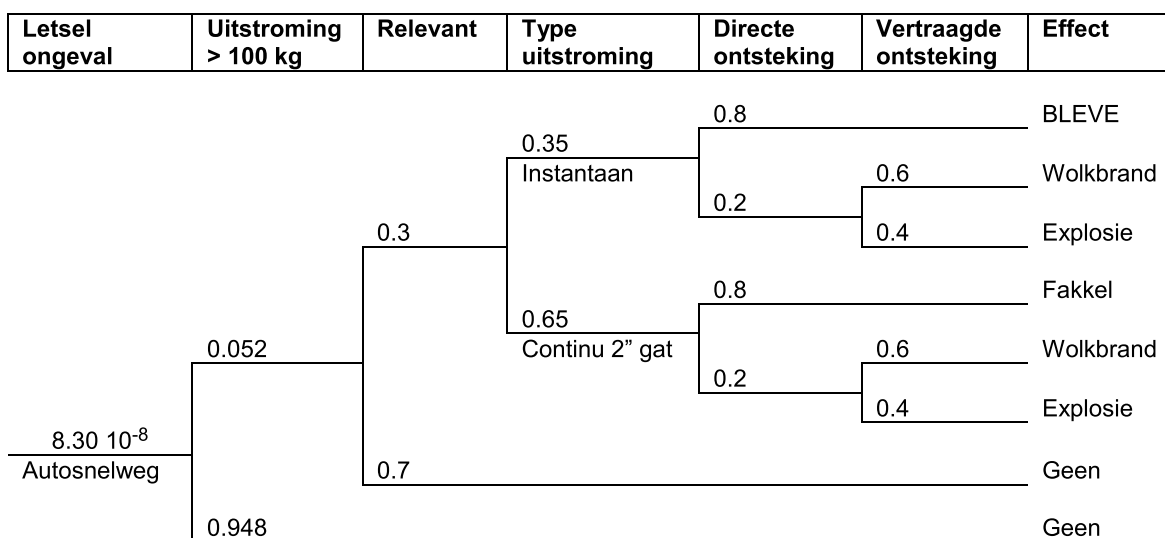 Letsel ongeval Uitstroming > 100 kg Relevant Type uitstroming Directe ontsteking Vertraagde ontsteking Effect
0.8 BLEVE
0.35
Instantaan 0.6 Wolkbrand
0.2
0.3 0.4 Explosie
0.8 Fakkel
0.65
0.052 Continu 2” gat 0.6 Wolkbrand
0.2
0.4 Explosie
8.30 10-8
Autosnelweg 0.7 Geen
0.948 Geen